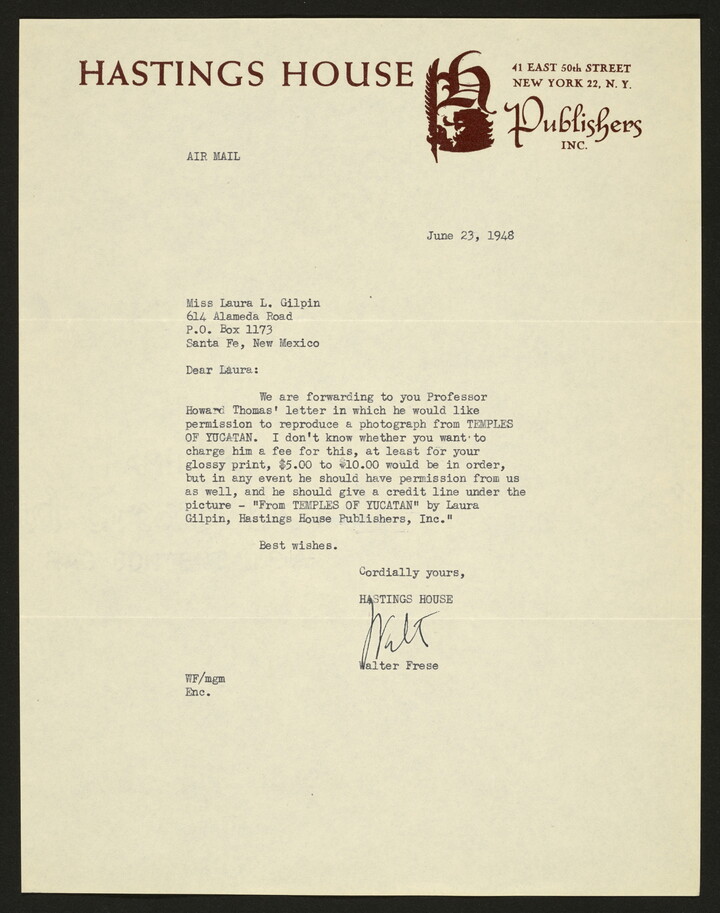 HASTINGS HOUSE
41 EAST 50th STREET
NEW YORK 22, N. Y.
Publishers
INC.
AIR MAIL
June 23, 1948
Miss Laura L. Gilpin
614 Alameda Road
P.O. Box 1173
Santa Fe, New Mexico
Dear Laura:
We are forwarding to you Professor
Howard Thomas' letter in which he would like
permission to reproduce a photograph from TEMPLES
OF YUCATAN. I don't know whether you want to
charge him a fee for this, at least for your
glossy print, $5.00 to $10.00 would be in order,
but in any event he should have permission from us
as well, and he should give a credit line under the
picture - "From TEMPLES OF YUCATAN" by Laura
Gilpin, Hastings House Publishers, Inc."
Best wishes.
Cordially yours,
HASTINGS HOUSE
Walt
Walter Frese
WF/mgm
Enc.